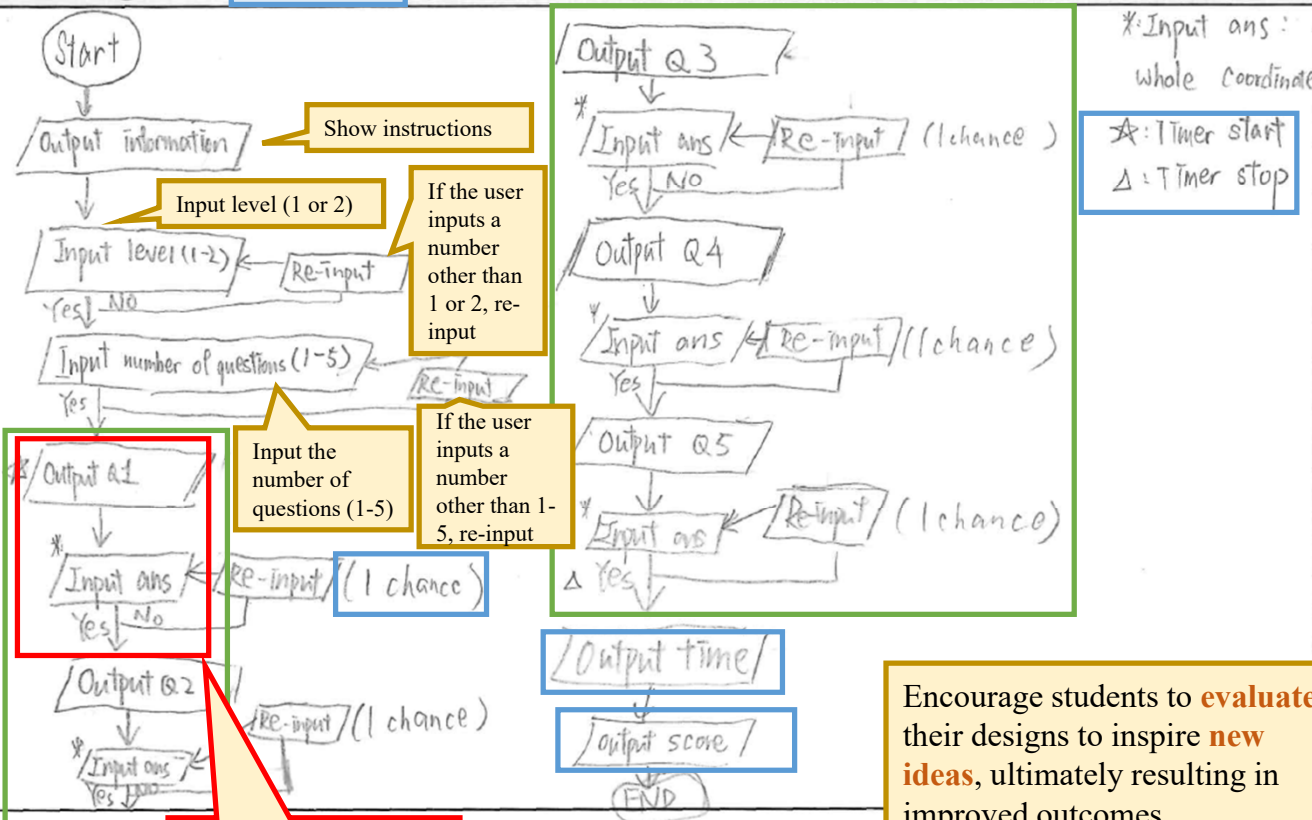 Start
Output information
Show instructions
Input level (1 or 2)
Input level (1-2)
Re-input
Yes
NO
If the user
inputs a
number
other than
1 or 2, re-
input
Input number of questions (1-5)
Re-input
Yes
Input the
number of
questions (1-5)
If the user
inputs a
number
other than 1-
5, re-input
☆ Output Q1
*
Input ans
Re-input
(1 chance)
Yes
No
Output Q2
*
Input ans
Re-input
(1 chance)
Yes
NO
Output Q3
*
Input ans
Re-input
(1 chance)
Yes
NO
Output Q4
*
Input ans
Re-input
(1 chance)
Yes
Output Q5
*
Input ans
Re-input
(1 chance)
△ Yes
Output time
output score
END
*: Input ans :
whole coordinate
☆: Timer start
△: Timer stop
Encourage students to evaluate
their designs to inspire new
ideas, ultimately resulting in
improved outcomes